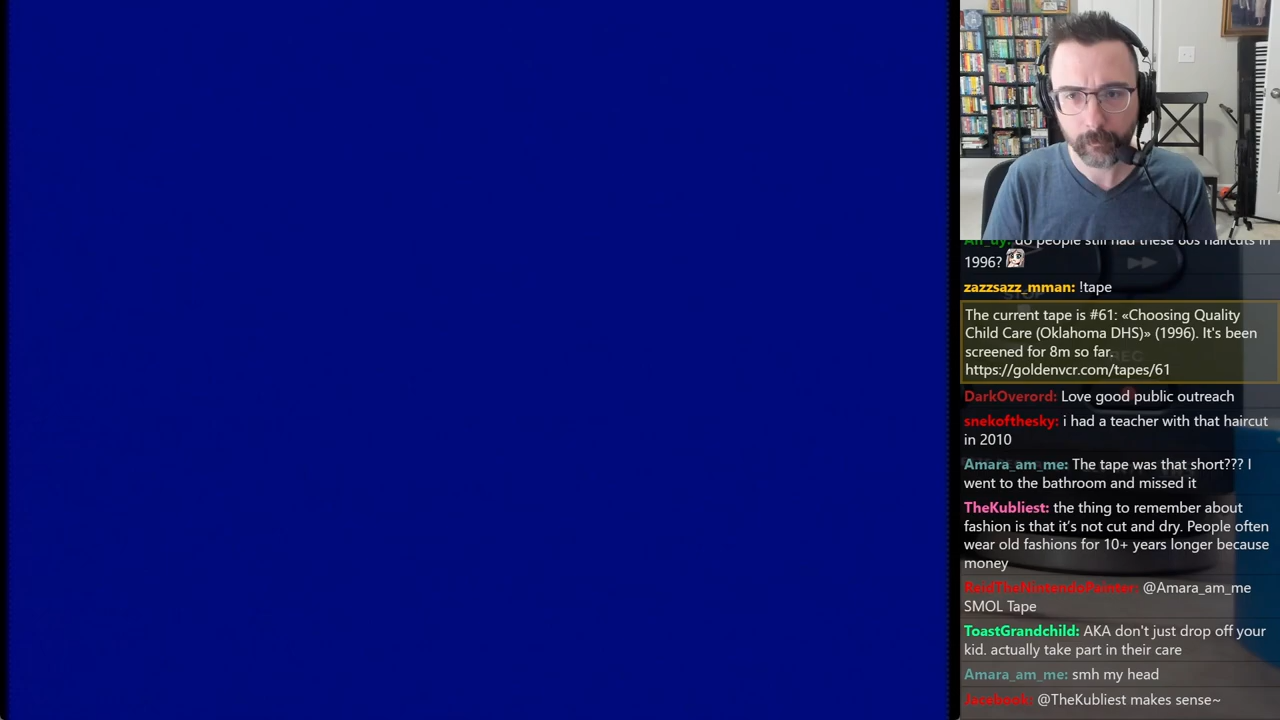 An_dy: do people still had these 80s haircuts in
1996?
zazzsazz_mman: !tape
The current tape is #61: «Choosing Quality
Child Care (Oklahoma DHS)» (1996). It's been
screened for 8m so far.
https://goldenvcr.com/tapes/61
DarkOverord: Love good public outreach
snekofthesky: i had a teacher with that haircut
in 2010
Amara_am_me: The tape was that short??? I
went to the bathroom and missed it
TheKubliest: the thing to remember about
fashion is that it’s not cut and dry. People often
wear old fashions for 10+ years longer because
money
ReidTheNintendoPainter: @Amara_am_me
SMOL Tape
ToastGrandchild: AKA don't just drop off your
kid. actually take part in their care
Amara_am_me: smh my head
Jacebook: @TheKubliest makes sense~
STOP
REC